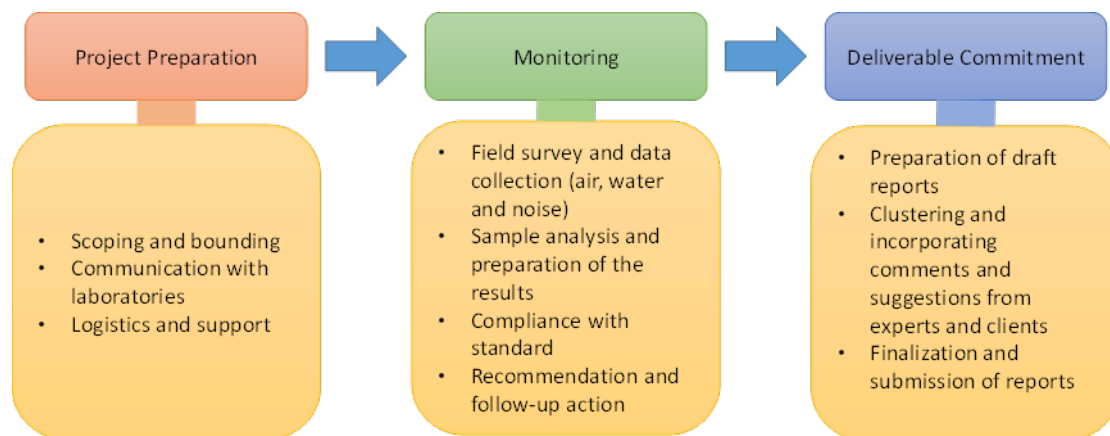 Project Preparation
Monitoring
Deliverable Commitment
• Scoping and bounding
• Communication with
laboratories
• Logistics and support
• Field survey and data
collection (air, water
and noise)
• Sample analysis and
preparation of the
results
• Compliance with
standard
• Recommendation and
follow-up action
• Preparation of draft
reports
• Clustering and
incorporating
comments and
suggestions from
experts and clients
• Finalization and
submission of reports